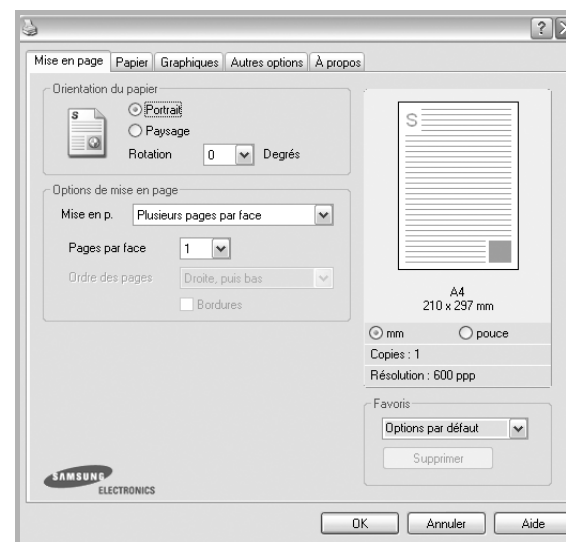 Mise en page Papier Graphiques Autres options À propos
Orientation du papier
S
Portrait
Paysage
Rotation 0 Degrés
Options de mise en page
Mise en p. Plusieurs pages par face
Pages par face 1
Ordre des pages Droite, puis bas
Bordures
S
A4
210 x 297 mm
mm pouce
Copies : 1
Résolution : 600 ppp
Favoris
Options par défaut
Supprimer
SAMSUNG
ELECTRONICS
OK Annuler Aide